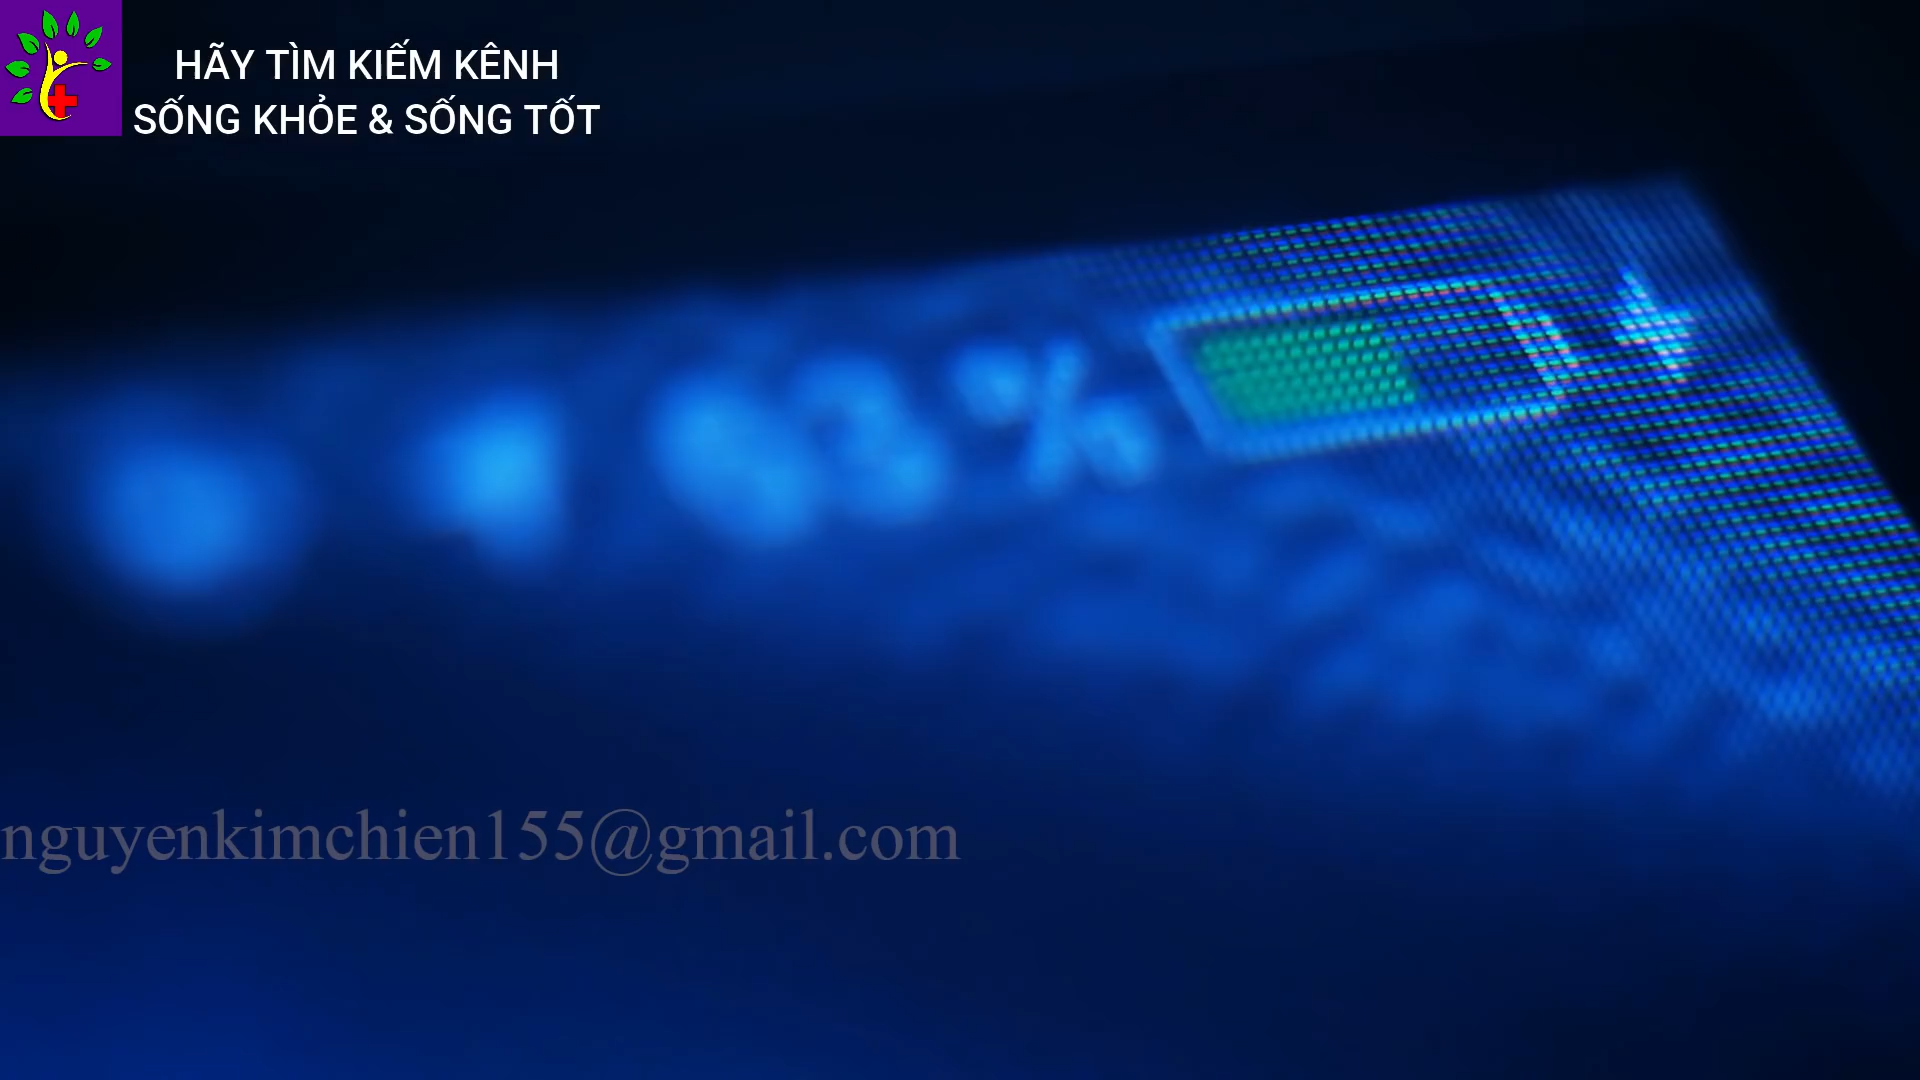 HÃY TÌM KIẾM KÊNH
SỐNG KHỎE & SỐNG TỐT
nguyenkimchien155@gmail.com